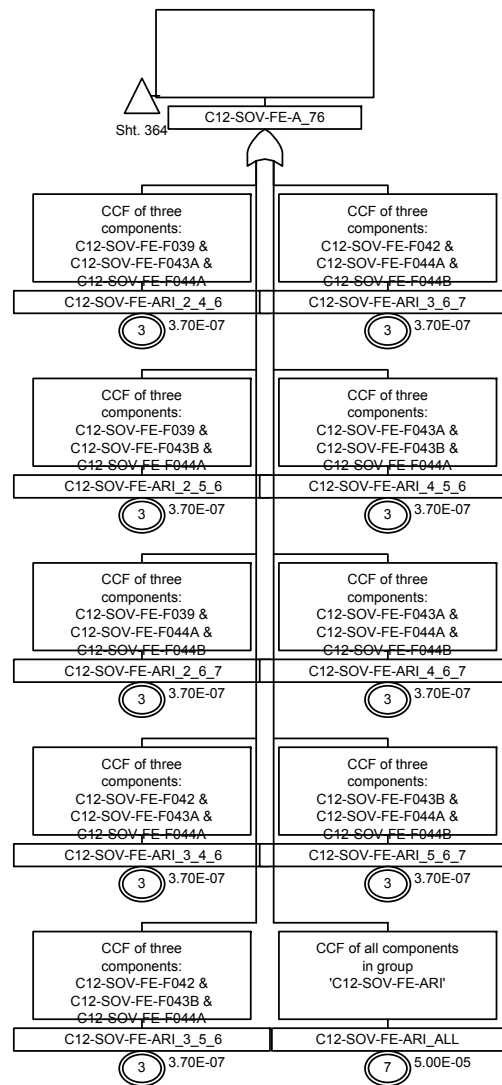 C12-SOV-FE-A_76
Sht. 364
CCF of three
components:
C12-SOV-FE-F039 &
C12-SOV-FE-F043A &
C12-SOV-FE-F044A
C12-SOV-FE-ARI_2_4_6
3
3.70E-07
CCF of three
components:
C12-SOV-FE-F042 &
C12-SOV-FE-F044A &
C12-SOV-FE-F044B
C12-SOV-FE-ARI_3_6_7
3
3.70E-07
CCF of three
components:
C12-SOV-FE-F039 &
C12-SOV-FE-F043B &
C12-SOV-FE-F044A
C12-SOV-FE-ARI_2_5_6
3
3.70E-07
CCF of three
components:
C12-SOV-FE-F043A &
C12-SOV-FE-F043B &
C12-SOV-FE-F044A
C12-SOV-FE-ARI_4_5_6
3
3.70E-07
CCF of three
components:
C12-SOV-FE-F039 &
C12-SOV-FE-F044A &
C12-SOV-FE-F044B
C12-SOV-FE-ARI_2_6_7
3
3.70E-07
CCF of three
components:
C12-SOV-FE-F043A &
C12-SOV-FE-F044A &
C12-SOV-FE-F044B
C12-SOV-FE-ARI_4_6_7
3
3.70E-07
CCF of three
components:
C12-SOV-FE-F042 &
C12-SOV-FE-F043A &
C12-SOV-FE-F044A
C12-SOV-FE-ARI_3_4_6
3
3.70E-07
CCF of three
components:
C12-SOV-FE-F043B &
C12-SOV-FE-F044A &
C12-SOV-FE-F044B
C12-SOV-FE-ARI_5_6_7
3
3.70E-07
CCF of three
components:
C12-SOV-FE-F042 &
C12-SOV-FE-F043B &
C12-SOV-FE-F044A
C12-SOV-FE-ARI_3_5_6
3
3.70E-07
CCF of all components
in group
'C12-SOV-FE-ARI'
C12-SOV-FE-ARI_ALL
7
5.00E-05